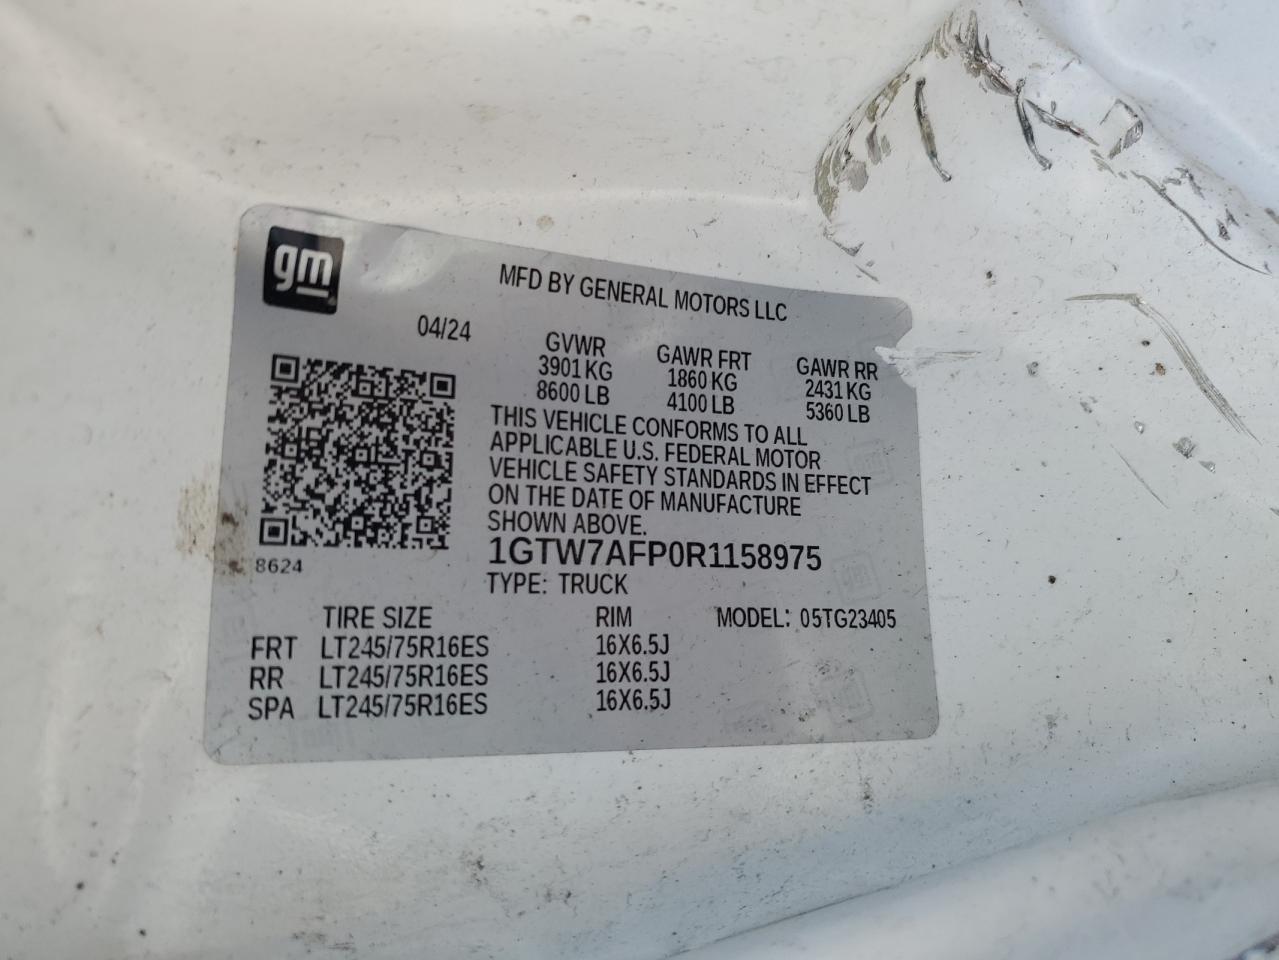 gm
MFD BY GENERAL MOTORS LLC
04/24
GVWR GAWR FRT GAWR RR
3901 KG 1860 KG 2431 KG
8600 LB 4100 LB 5360 LB
THIS VEHICLE CONFORMS TO ALL
APPLICABLE U.S. FEDERAL MOTOR
VEHICLE SAFETY STANDARDS IN EFFECT
ON THE DATE OF MANUFACTURE
SHOWN ABOVE.
1GTW7AFP0R1158975
8624
TYPE: TRUCK
TIRE SIZE RIM MODEL: 05TG23405
FRT LT245/75R16ES 16X6.5J
RR LT245/75R16ES 16X6.5J
SPA LT245/75R16ES 16X6.5J